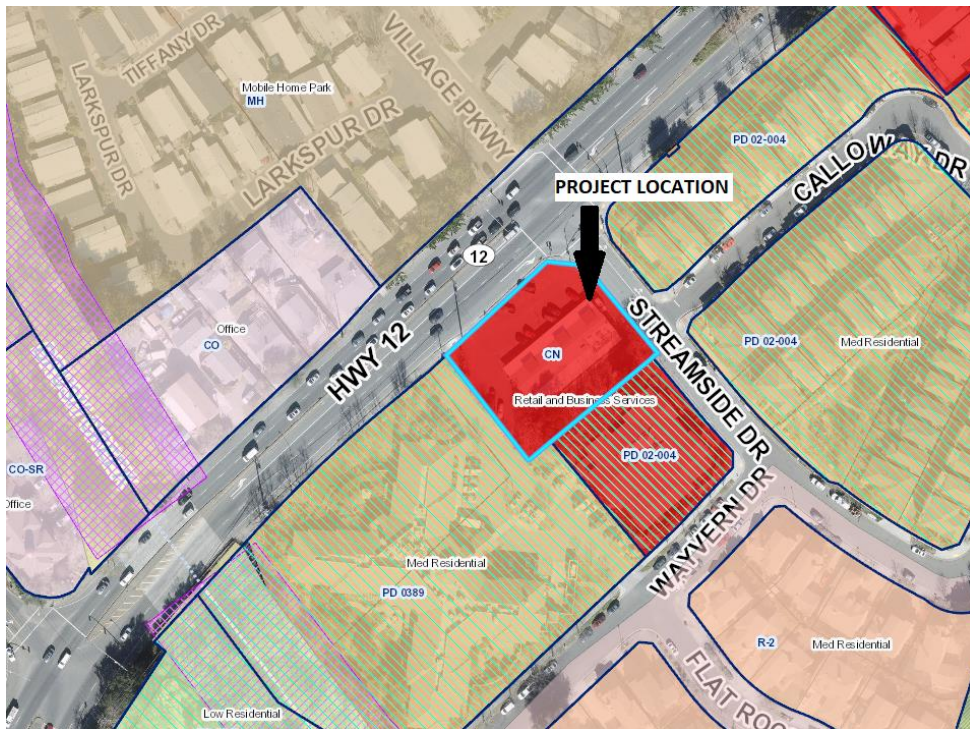 TIFFANY DR
VILLAGE PKWY
LARKSPUR DR
Mobile Home Park
MH
LARKSPUR DR
PD 02-004
CALLOWAY DR
PROJECT LOCATION
12
Office
CO
HWY 12
STREAMSIDE DR
CN
PD 02-004
Med Residential
Retail and Business Services
CO-SR
Office
PD 02-004
WAYVERN DR
Med Residential
PD 0389
R-2
Med Residential
FLAT ROC
Low Residential